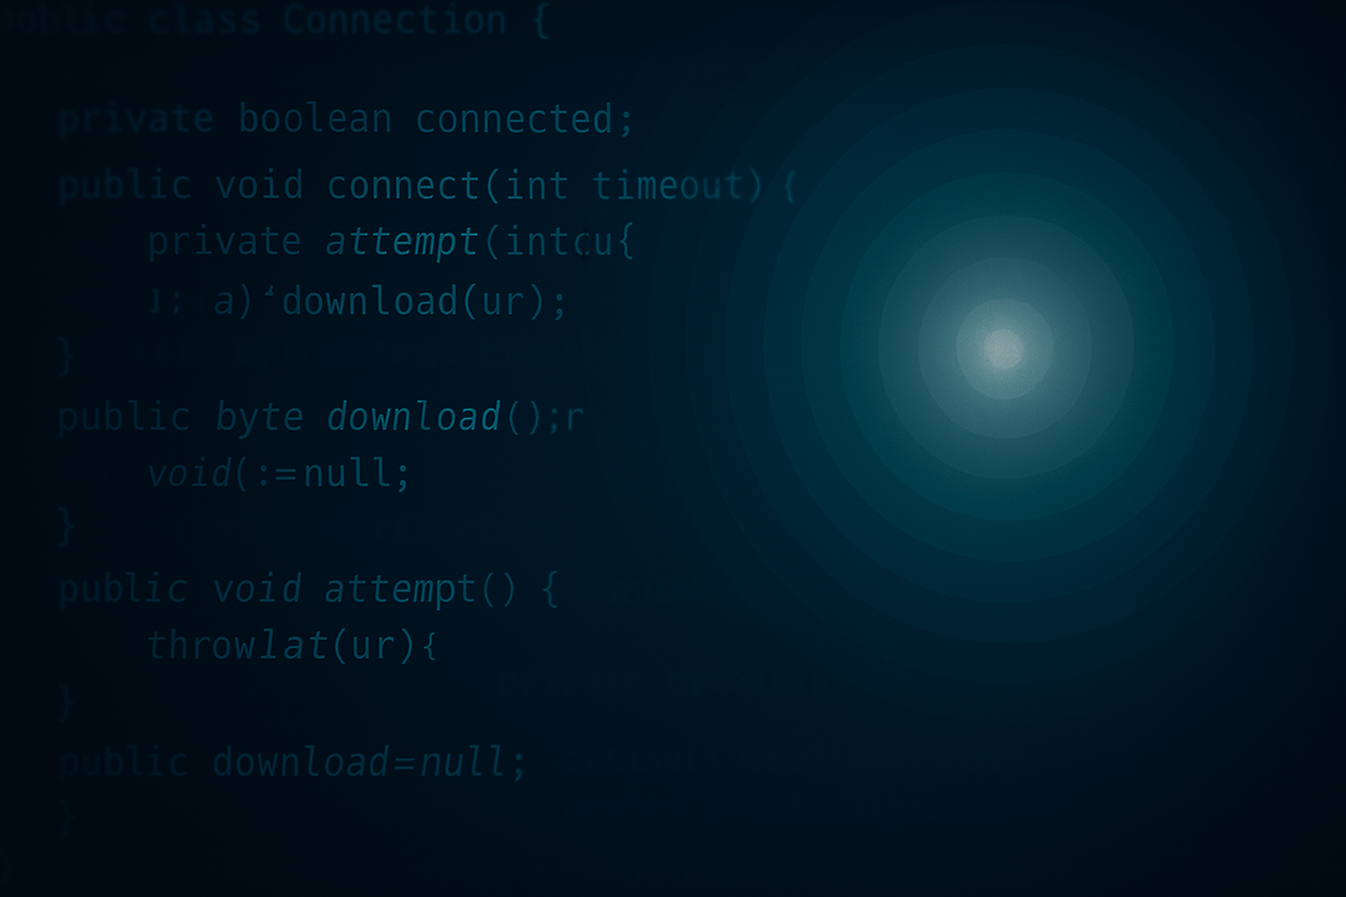 public class Connection {
private boolean connected;
public void connect(int timeout) {
private attempt(intcu{
a)‘download(ur);
}
public byte download();r
void(:=null;
}
public void attempt() {
throwlat(ur){
}
public download=null;
}